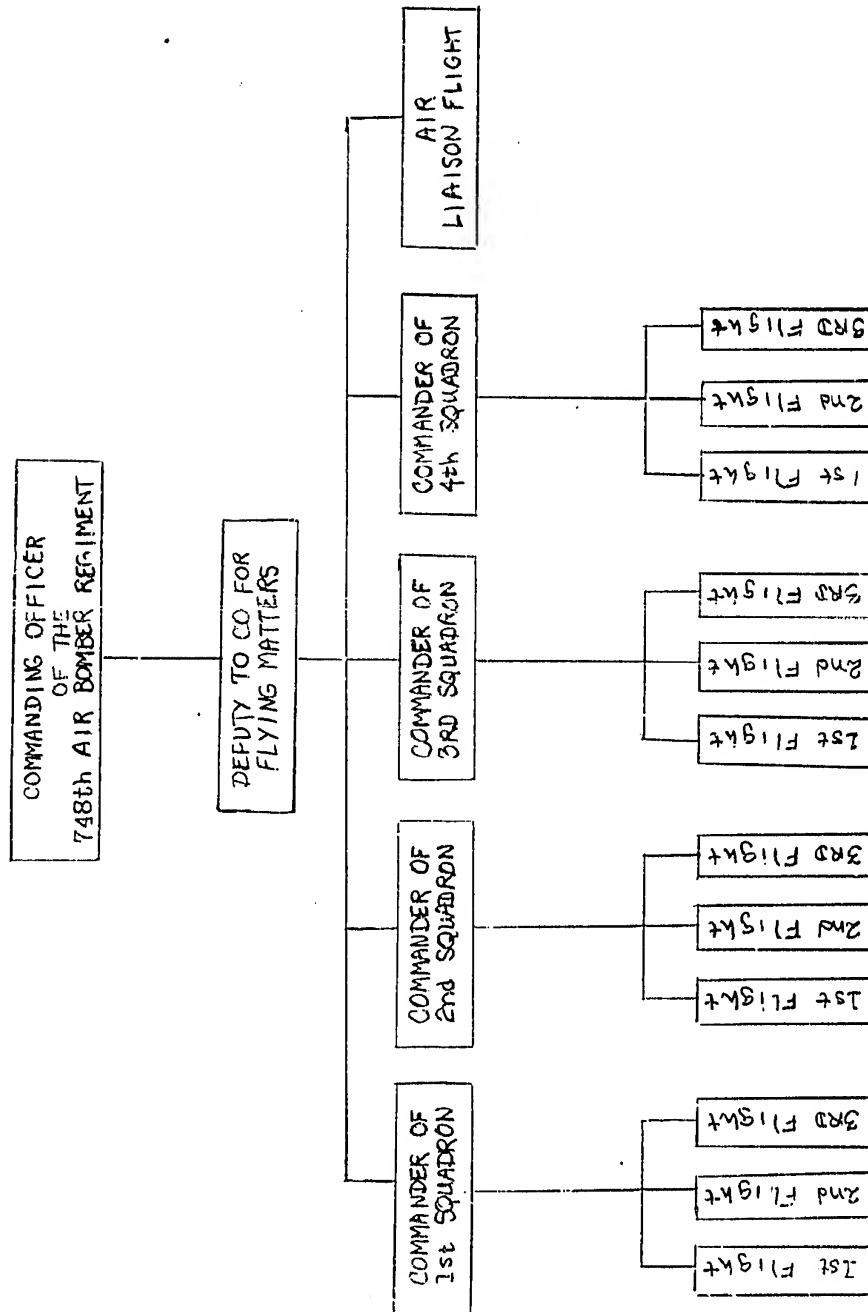 COMMANDING OFFICER
OF THE
748th AIR BOMBER REGIMENT
DEPUTY TO CO FOR
FLYING MATTERS
COMMANDER OF
1st SQUADRON
COMMANDER OF
2nd SQUADRON
COMMANDER OF
3RD SQUADRON
COMMANDER OF
4th SQUADRON
AIR
LIAISON FLIGHT
1st Flight
2nd Flight
3RD Flight
1st Flight
2nd Flight
3RD Flight
1st Flight
2nd Flight
3RD Flight
1st Flight
2nd Flight
3RD Flight